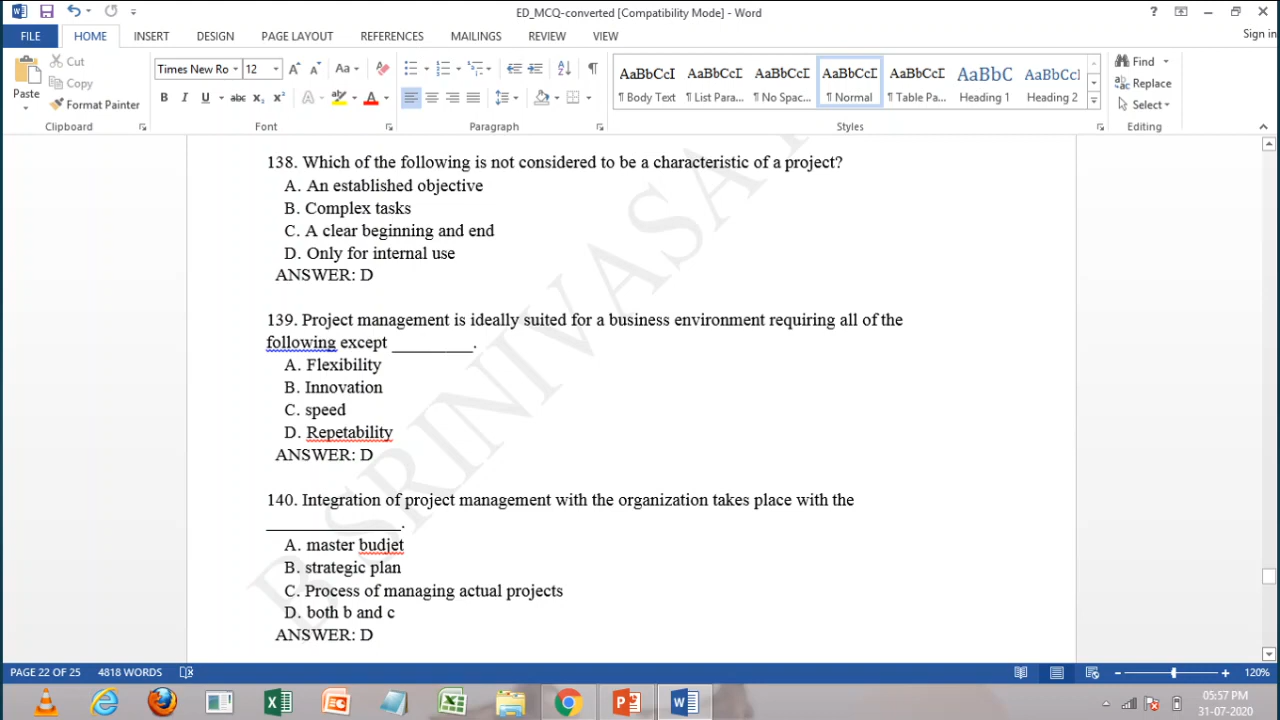 ED_MCQ-converted [Compatibility Mode] - Word
FILE HOME INSERT DESIGN PAGE LAYOUT REFERENCES MAILINGS REVIEW VIEW Sign in
Paste Cut Copy Format Painter
Times New Ro 12
AaBbCcI AaBbCcI AaBbCcI AaBbCcI AaBbCcI AaBbC AaBbCcI
¶ Body Text ¶ List Para... ¶ No Spac... ¶ Normal ¶ Table Pa... Heading 1 Heading 2
Find Replace Select
Clipboard Font Paragraph Styles Editing
138. Which of the following is not considered to be a characteristic of a project?
A. An established objective
B. Complex tasks
C. A clear beginning and end
D. Only for internal use
ANSWER: D
139. Project management is ideally suited for a business environment requiring all of the
following except _________.
A. Flexibility
B. Innovation
C. speed
D. Repetability
ANSWER: D
140. Integration of project management with the organization takes place with the
_______________.
A. master budjet
B. strategic plan
C. Process of managing actual projects
D. both b and c
ANSWER: D
B SRINIVASA
PAGE 22 OF 25 4818 WORDS 120%
05:57 PM
31-07-2020